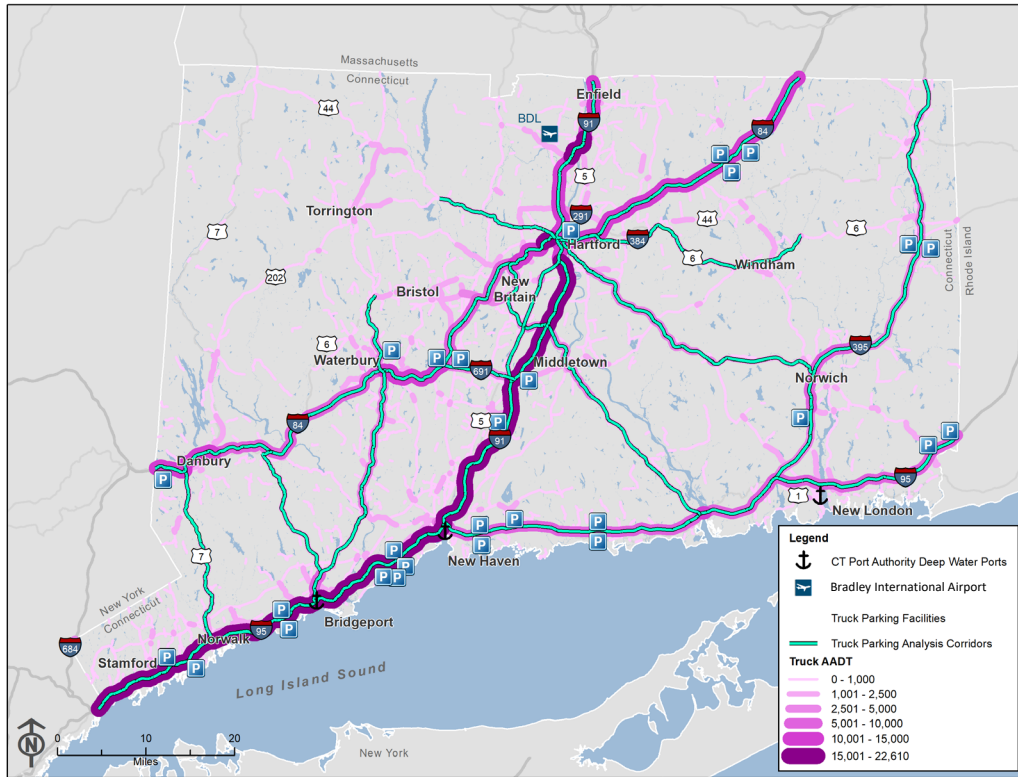 Massachusetts
Connecticut
44
Enfield
BDL
91
84
P
P
P
5
7
Torrington
291
P
Hartford
384
44
6
6
Windham
P
P
Connecticut
Rhode Island
202
Bristol
New
Britain
6
Waterbury
P
P
P
691
Middletown
P
395
Norwich
5
P
91
P
84
Danbury
P
P
P
95
1
New London
7
P
P
P
P
P
New Haven
P
P
P
P
New York
Connecticut
P
P
Bridgeport
95
Norwalk
684
Stamford
P
P
Long Island Sound
N
0
10
20
Miles
New York
Legend
CT Port Authority Deep Water Ports
Bradley International Airport
Truck Parking Facilities
Truck Parking Analysis Corridors
Truck AADT
0 - 1,000
1,001 - 2,500
2,501 - 5,000
5,001 - 10,000
10,001 - 15,000
15,001 - 22,610